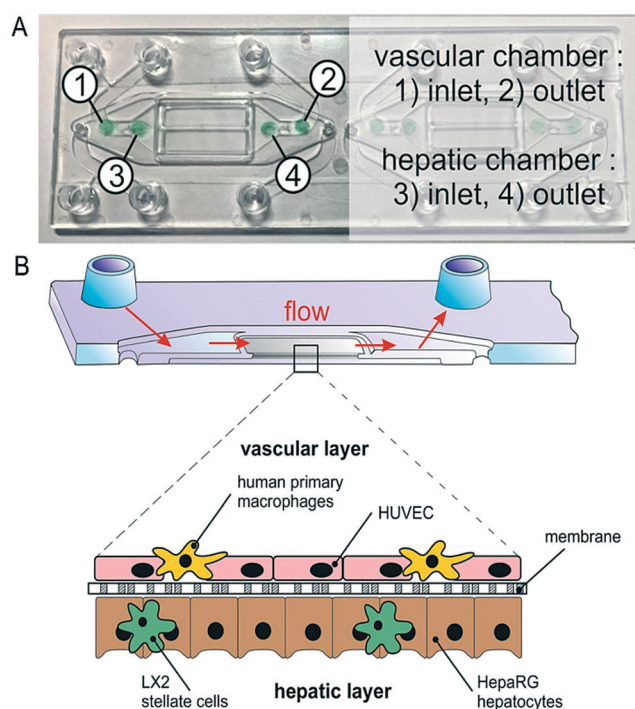 A
1
2
3
4
vascular chamber :
1) inlet, 2) outlet
hepatic chamber :
3) inlet, 4) outlet
B
flow
vascular layer
human primary
macrophages
HUVEC
membrane
LX2
stellate cells
hepatic layer
HepaRG
hepatocytes